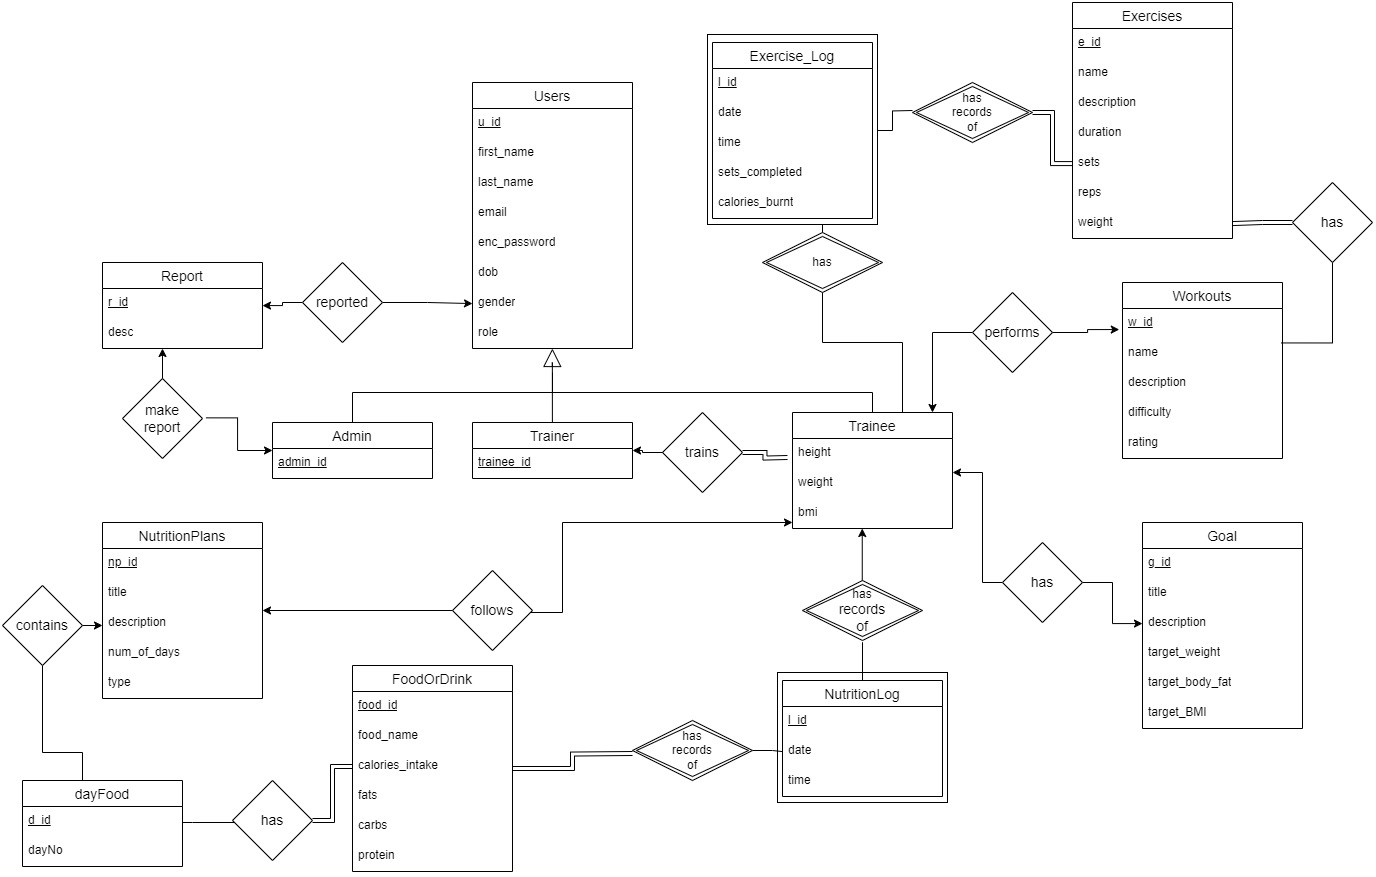 Exercises
e_id
name
description
duration
sets
reps
weight
Exercise_Log
l_id
date
time
sets_completed
calories_burnt
has
records
of
Users
u_id
first_name
last_name
email
enc_password
dob
gender
role
has
has
Report
r_id
desc
reported
Workouts
w_id
name
description
difficulty
rating
performs
make
report
Admin
admin_id
Trainer
trainee_id
trains
Trainee
height
weight
bmi
NutritionPlans
np_id
title
description
num_of_days
type
contains
follows
has
records
of
has
Goal
g_id
title
description
target_weight
target_body_fat
target_BMI
FoodOrDrink
food_id
food_name
calories_intake
fats
carbs
protein
has
records
of
NutritionLog
l_id
date
time
dayFood
d_id
dayNo
has